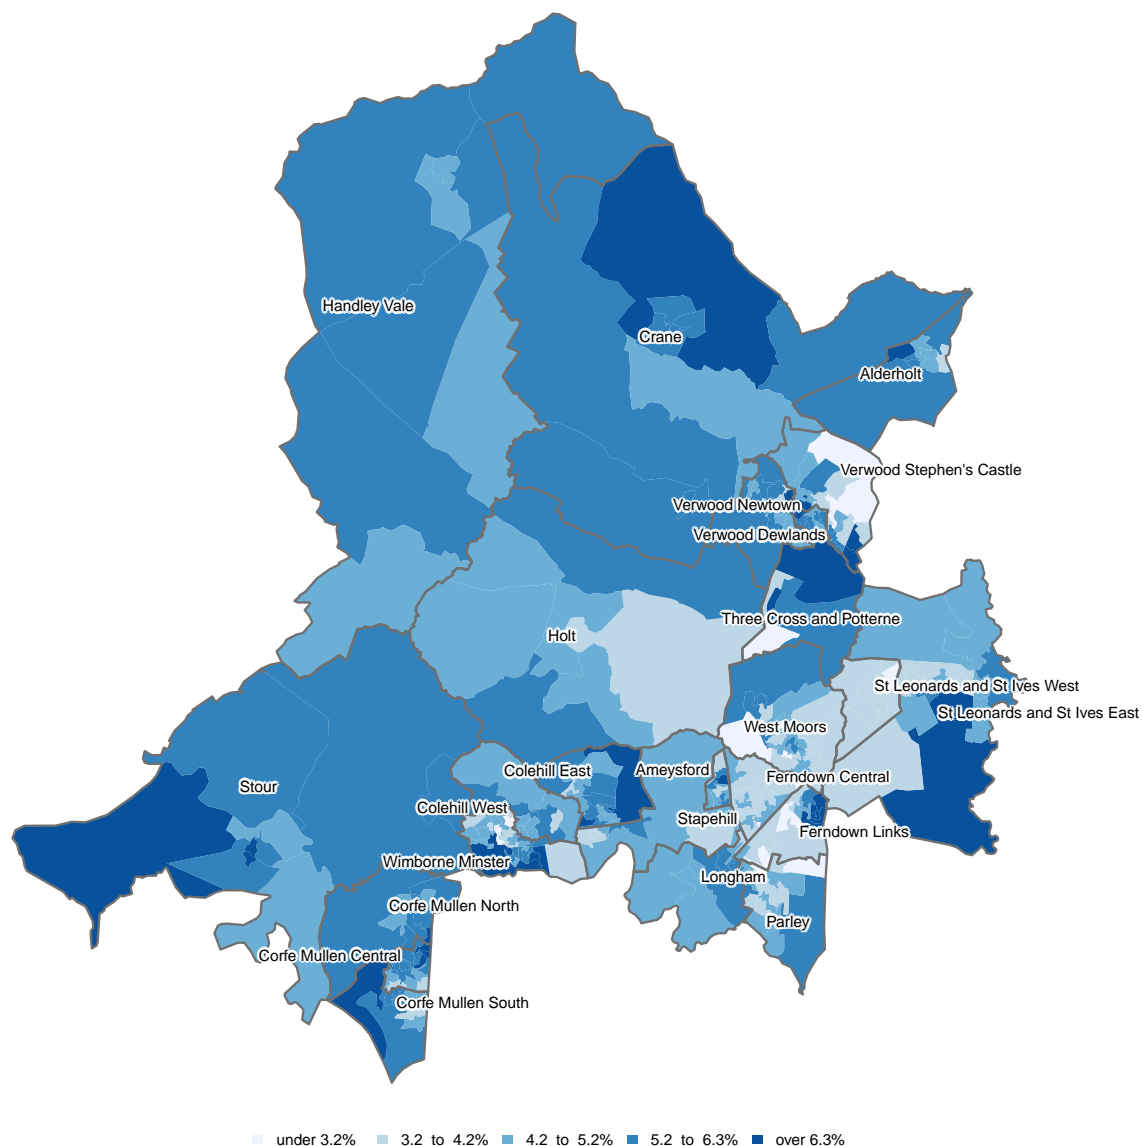 Handley Vale
Crane
Alderholt
Verwood Stephen's Castle
Verwood Newtown
Verwood Dewlands
Three Cross and Potterne
Holt
St Leonards and St Ives West
St Leonards and St Ives East
West Moors
Colehill East
Ameysford
Ferndown Central
Stour
Colehill West
Stapehill
Ferndown Links
Wimborne Minster
Longham
Corfe Mullen North
Parley
Corfe Mullen Central
Corfe Mullen South
under 3.2% 3.2 to 4.2% 4.2 to 5.2% 5.2 to 6.3% over 6.3%